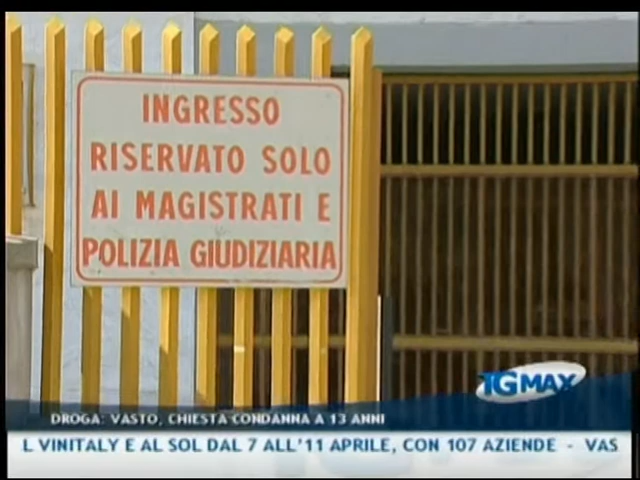 INGRESSO
RISERVATO SOLO
AI MAGISTRATI E
POLIZIA GIUDIZIARIA
TGMAX
DROGA: VASTO, CHIESTA CONDANNA A 13 ANNI
L VINITALY E AL SOL DAL 7 ALL'11 APRILE, CON 107 AZIENDE - VAS